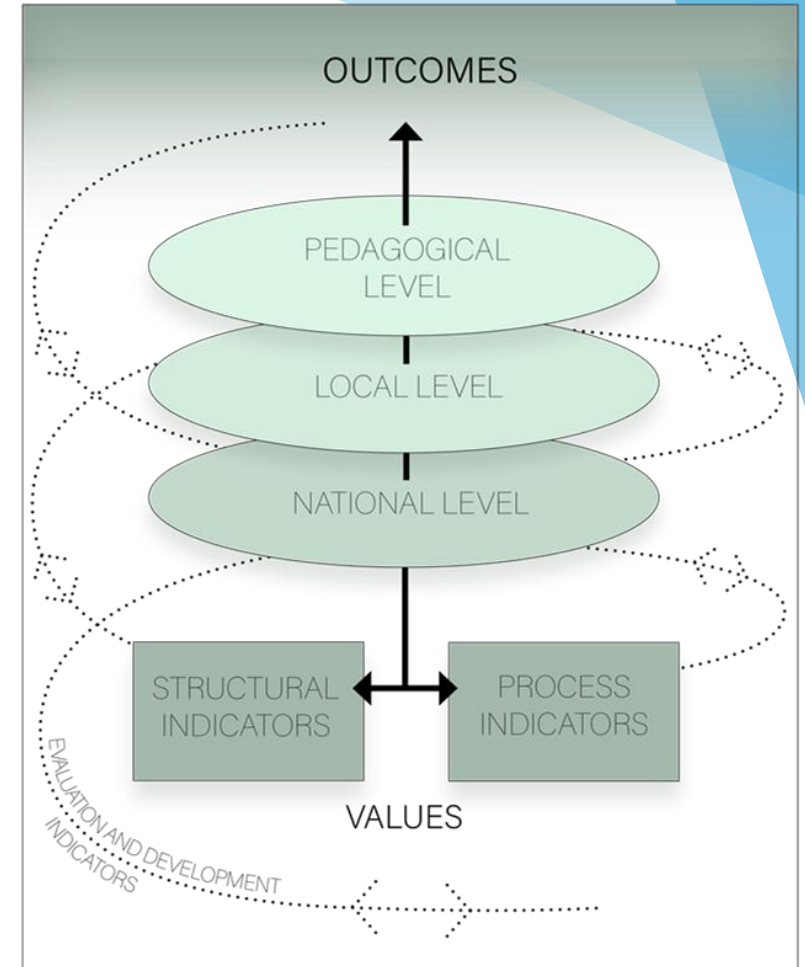 OUTCOMES
PEDAGOGICAL
LEVEL
LOCAL LEVEL
NATIONAL LEVEL
STRUCTURAL
INDICATORS
PROCESS
INDICATORS
VALUES
EVALUATION AND DEVELOPMENT
INDICATORS